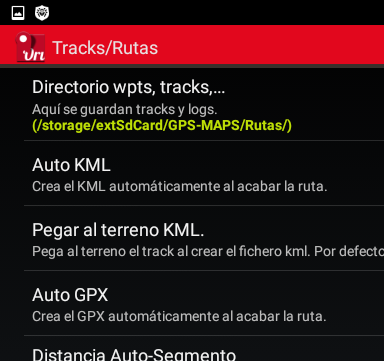 'Uri
Tracks/Rutas
Directorio wpts, tracks,...
Aquí se guardan tracks y logs.
(/storage/extSdCard/GPS-MAPS/Rutas/)
Auto KML
Crea el KML automáticamente al acabar la ruta.
Pegar al terreno KML.
Pega al terreno el track al crear el fichero kml. Por defecto
Auto GPX
Crea el GPX automáticamente al acabar la ruta.
Distancia Auto-Segmento